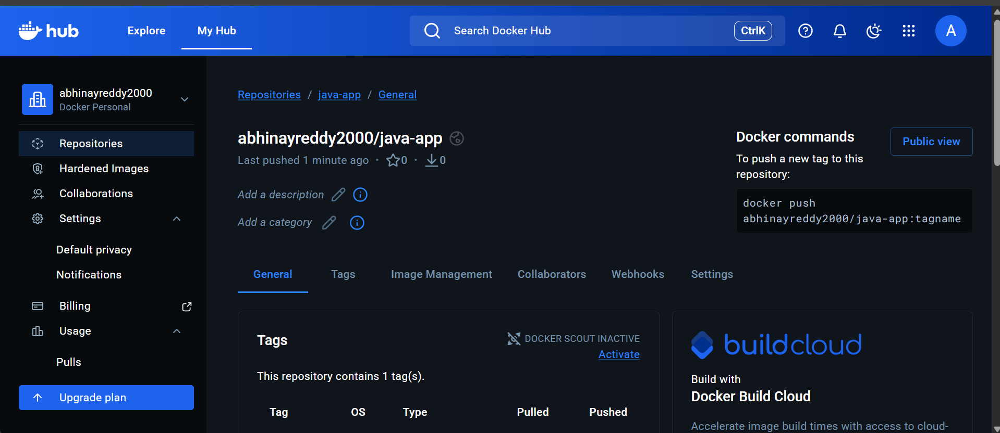 hub
Explore
My Hub
Search Docker Hub
CtrlK
A
abhinayreddy2000
Docker Personal
Repositories
Hardened Images
Collaborations
Settings
Default privacy
Notifications
Billing
Usage
Pulls
Upgrade plan
Repositories / java-app / General
abhinayreddy2000/java-app
Last pushed 1 minute ago · 0 · 0
Add a description
Add a category
Docker commands
Public view
To push a new tag to this
repository:
docker push
abhinayreddy2000/java-app:tagname
General
Tags
Image Management
Collaborators
Webhooks
Settings
Tags
DOCKER SCOUT INACTIVE
Activate
This repository contains 1 tag(s).
Tag OS Type Pulled Pushed
buildcloud
Build with
Docker Build Cloud
Accelerate image build times with access to cloud-